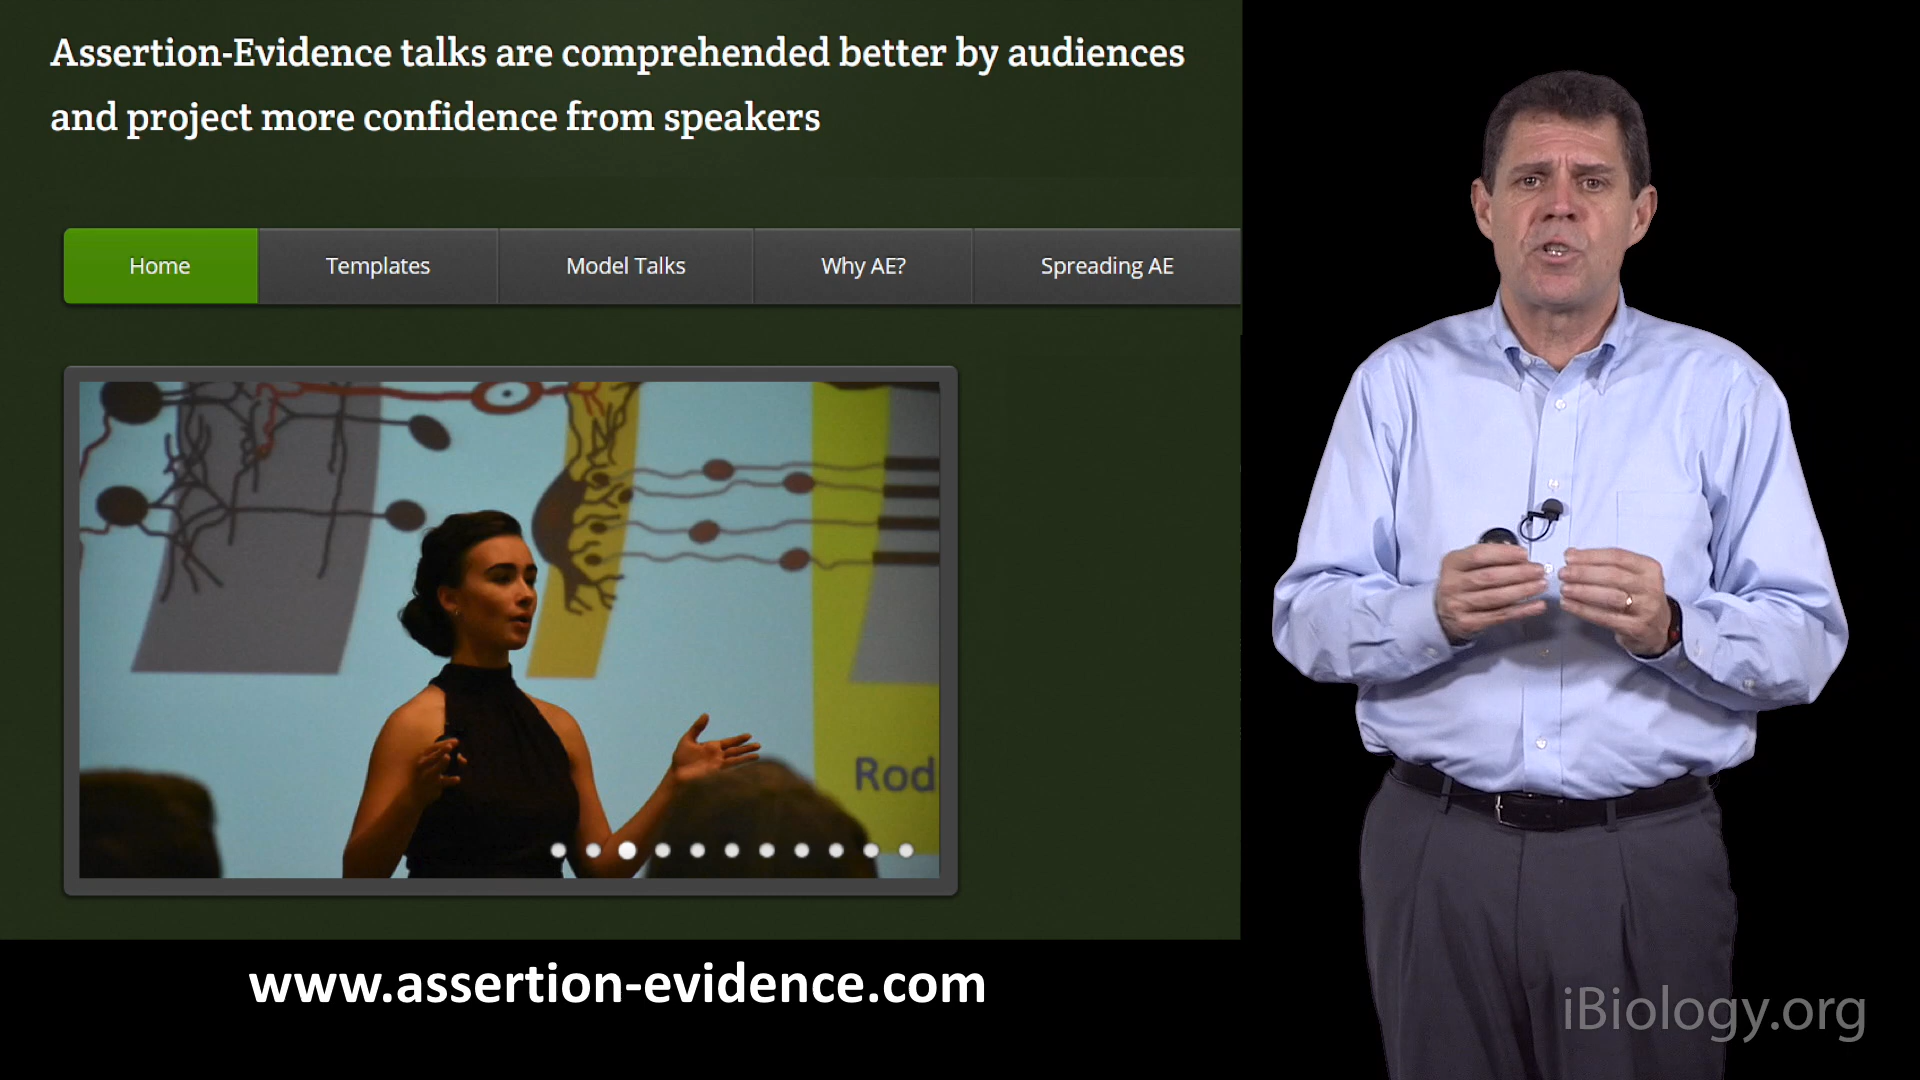 Assertion-Evidence talks are comprehended better by audiences
and project more confidence from speakers
Home Templates Model Talks Why AE? Spreading AE
Rod
www.assertion-evidence.com
iBiology.org